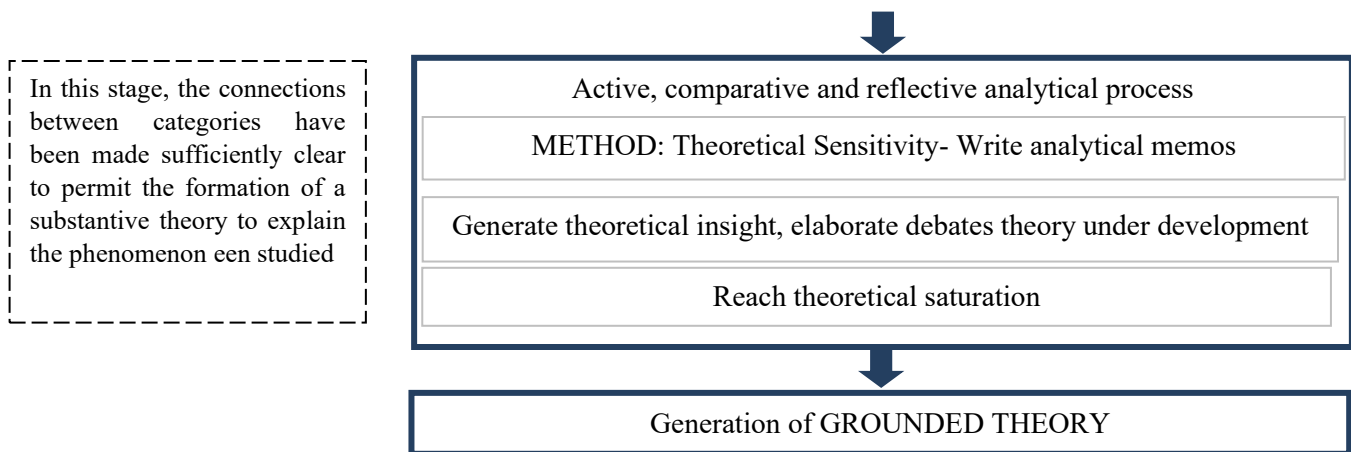 In this stage, the connections
between categories have
been made sufficiently clear
to permit the formation of a
substantive theory to explain
the phenomenon een studied
Active, comparative and reflective analytical process
METHOD: Theoretical Sensitivity- Write analytical memos
Generate theoretical insight, elaborate debates theory under development
Reach theoretical saturation
Generation of GROUNDED THEORY